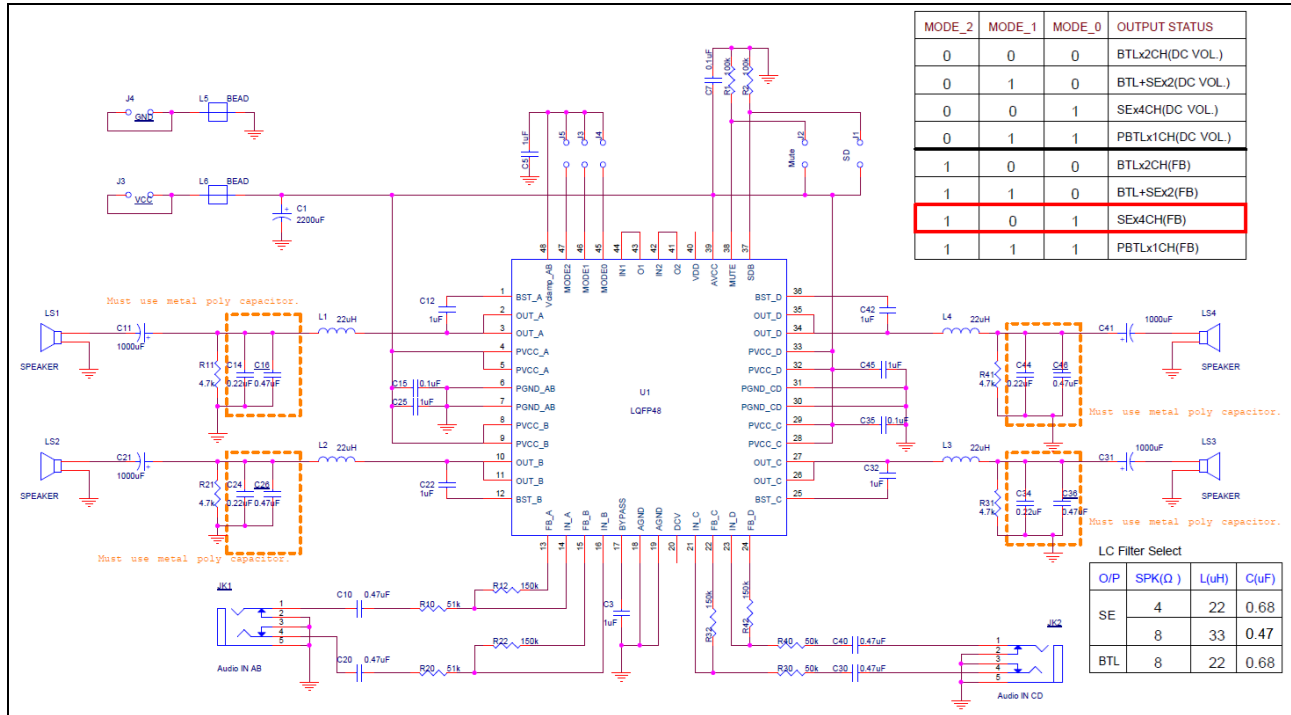 MODE_2 MODE_1 MODE_0 OUTPUT STATUS
0 0 0 BTLx2CH(DC VOL.)
0 1 0 BTL+SEx2(DC VOL.)
0 0 1 SEx4CH(DC VOL.)
0 1 1 PBTLx1CH(DC VOL.)
1 0 0 BTLx2CH(FB)
1 1 0 BTL+SEx2(FB)
1 0 1 SEx4CH(FB)
1 1 1 PBTLx1CH(FB)
J4
GND
L5 BEAD
J3
VCC
L6 BEAD
C1
2200uF
C5 1uF
J5
J3
J4
C7 0.1uF
R1 100k
R2 100k
J2
Mute
J1
SD
48 47 46 45 44 43 42 41 40 39 38 37
Vdamp_AB
MODE2
MODE1
MODE0
IN1
O1
IN2
O2
VDD
AVCC
MUTE
SDB
U1
LQFP48
1 BST_A
2 OUT_A
3 OUT_A
4 PVCC_A
5 PVCC_A
6 PGND_AB
7 PGND_AB
8 PVCC_B
9 PVCC_B
10 OUT_B
11 OUT_B
12 BST_B
BST_D 36
OUT_D 35
OUT_D 34
PVCC_D 33
PVCC_D 32
PGND_CD 31
PGND_CD 30
PVCC_C 29
PVCC_C 28
OUT_C 27
OUT_C 26
BST_C 25
FB_A
IN_A
FB_B
IN_B
BYPASS
AGND
AGND
DCV
IN_C
FB_C
IN_D
FB_D
13 14 15 16 17 18 19 20 21 22 23 24
Must use metal poly capacitor.
LS1
SPEAKER
C11
1000uF
R11
4.7k
C14
0.22uF
C16
0.47uF
L1 22uH
C12
1uF
C15 0.1uF
C25 1uF
LS2
SPEAKER
C21
1000uF
R21
4.7k
C24
0.22uF
C26
0.47uF
L2 22uH
C22
1uF
Must use metal poly capacitor.
C42
1uF
L4 22uH
C41 1000uF
LS4
SPEAKER
C45 1uF
R41
4.7k
C44
0.22uF
C46
0.47uF
Must use metal poly capacitor.
C35 0.1uF
L3 22uH
C31 1000uF
LS3
SPEAKER
C32
1uF
R31
4.7k
C34
0.22uF
C36
0.47uF
Must use metal poly capacitor.
JK1
1
2
3
4
5
Audio IN AB
C10 0.47uF
R10 51k
R12 150k
C20 0.47uF
R20 51k
R22 150k
C3
1uF
R32 150k
R42 150k
R40 50k
C40 0.47uF
R30 50k
C30 0.47uF
JK2
1
2
3
4
5
Audio IN CD
LC Filter Select
O/P SPK(Ω ) L(uH) C(uF)
SE 4 22 0.68
8 33 0.47
BTL 8 22 0.68